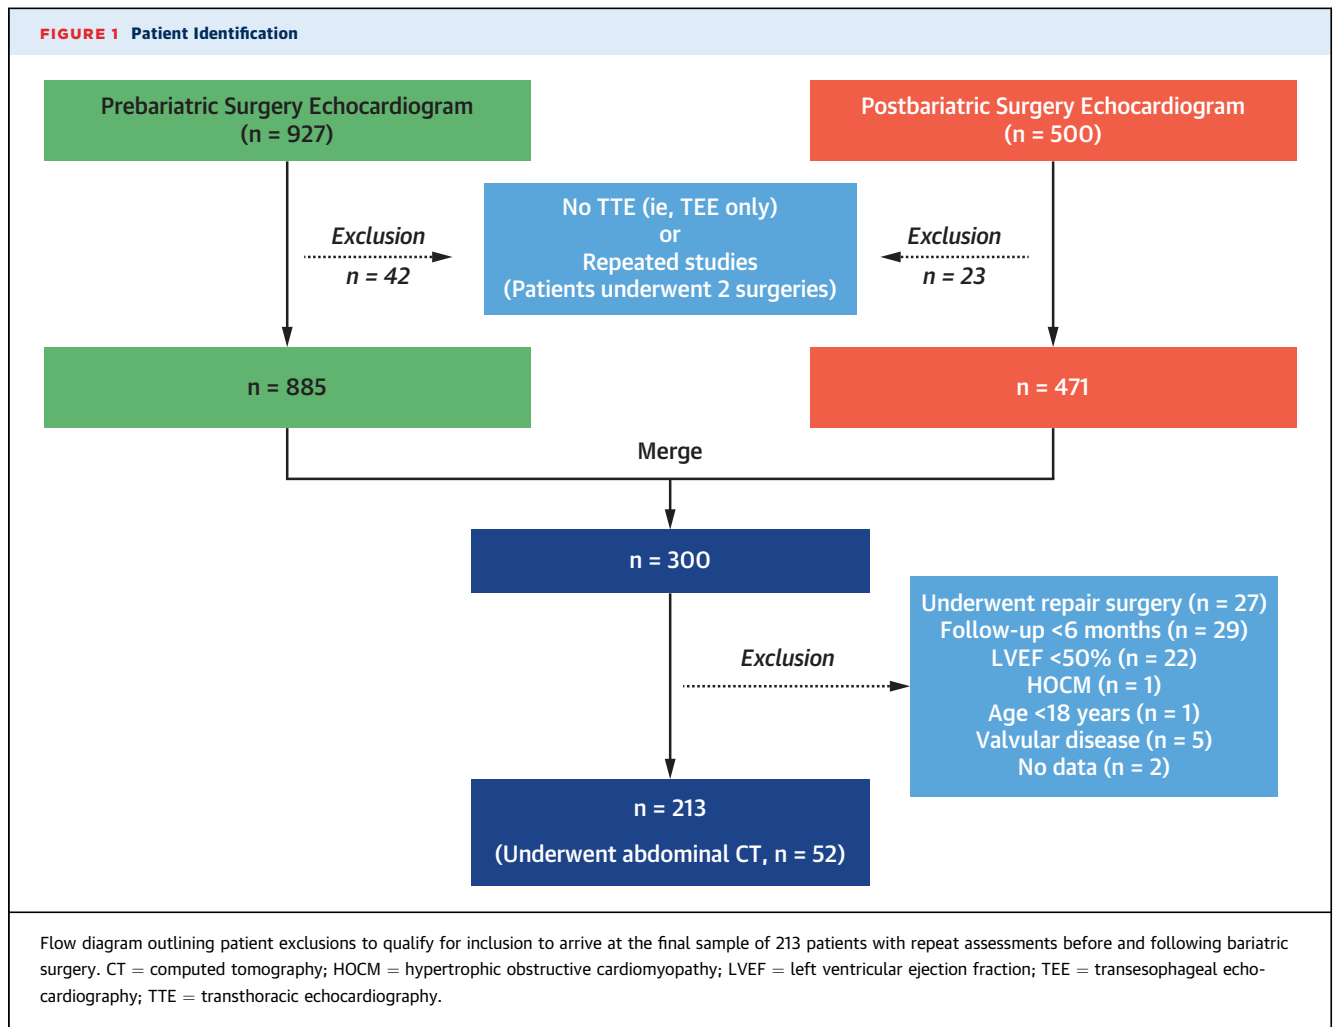 FIGURE 1 Patient Identification
Prebariatric Surgery Echocardiogram
(n = 927)
Postbariatric Surgery Echocardiogram
(n = 500)
No TTE (ie, TEE only)
or
Repeated studies
(Patients underwent 2 surgeries)
Exclusion
n = 42
Exclusion
n = 23
n = 885
n = 471
Merge
n = 300
Exclusion
Underwent repair surgery (n = 27)
Follow-up <6 months (n = 29)
LVEF <50% (n = 22)
HOCM (n = 1)
Age <18 years (n = 1)
Valvular disease (n = 5)
No data (n = 2)
n = 213
(Underwent abdominal CT, n = 52)
Flow diagram outlining patient exclusions to qualify for inclusion to arrive at the final sample of 213 patients with repeat assessments before and following bariatric
surgery. CT = computed tomography; HOCM = hypertrophic obstructive cardiomyopathy; LVEF = left ventricular ejection fraction; TEE = transesophageal echo-
cardiography; TTE = transthoracic echocardiography.